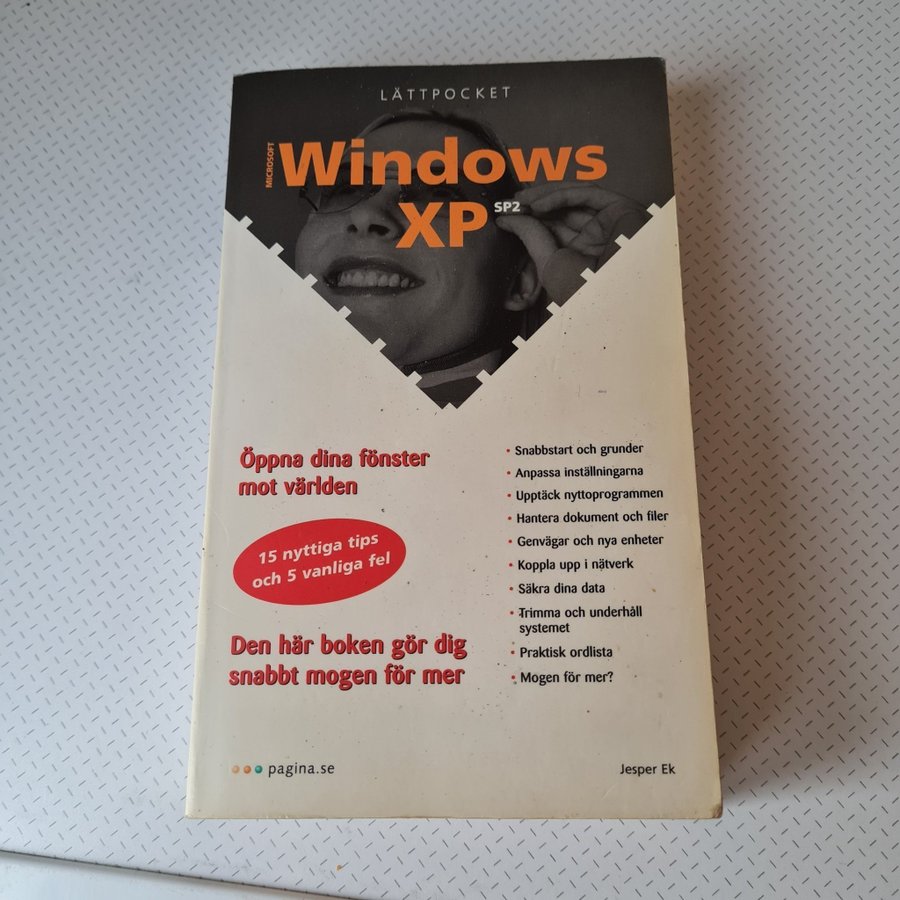 LÄTTPOCKET
MICROSOFT
Windows
XP SP2
Öppna dina fönster
mot världen
15 nyttiga tips
och 5 vanliga fel
Den här boken gör dig
snabbt mogen för mer
• Snabbstart och grunder
• Anpassa inställningarna
• Upptäck nyttoprogrammen
• Hantera dokument och filer
• Genvägar och nya enheter
• Koppla upp i nätverk
• Säkra dina data
• Trimma och underhåll
systemet
• Praktisk ordlista
• Mogen för mer?
pagina.se
Jesper Ek